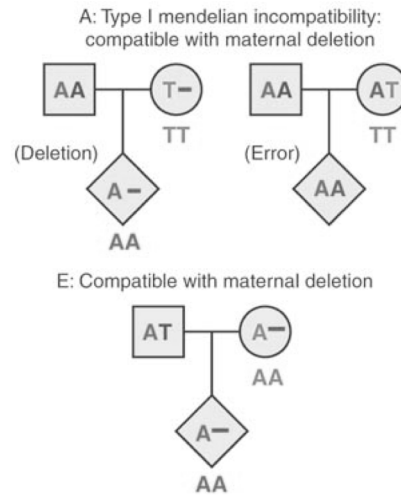 A: Type I mendelian incompatibility:
compatible with maternal deletion
AA T– AA AT
TT TT
(Deletion) (Error)
A– AA
AA
E: Compatible with maternal deletion
AT A–
AA
A–
AA